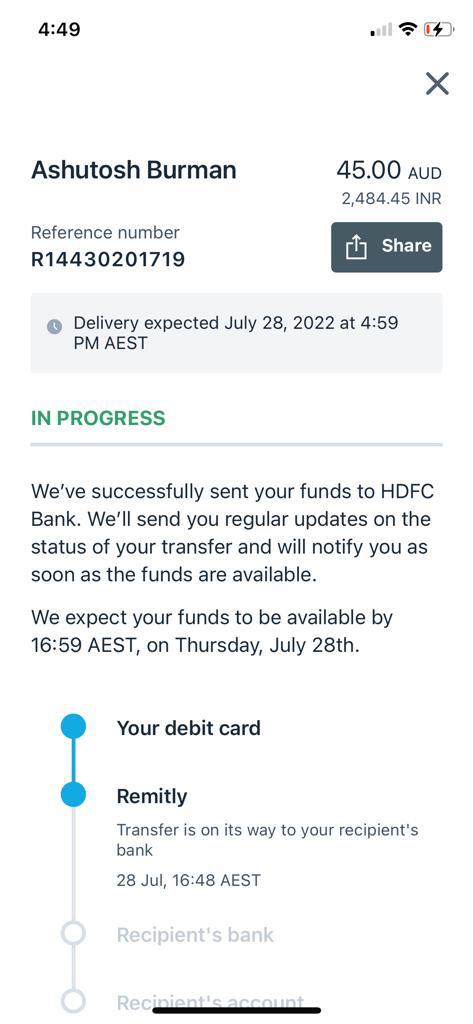 4:49
Ashutosh Burman
45.00 AUD
2,484.45 INR
Reference number
R14430201719
Share
Delivery expected July 28, 2022 at 4:59
PM AEST
IN PROGRESS
We've successfully sent your funds to HDFC
Bank. We'll send you regular updates on the
status of your transfer and will notify you as
soon as the funds are available.
We expect your funds to be available by
16:59 AEST, on Thursday, July 28th.
Your debit card
Remitly
Transfer is on its way to your recipient's
bank
28 Jul, 16:48 AEST
Recipient's bank
Recipient's account